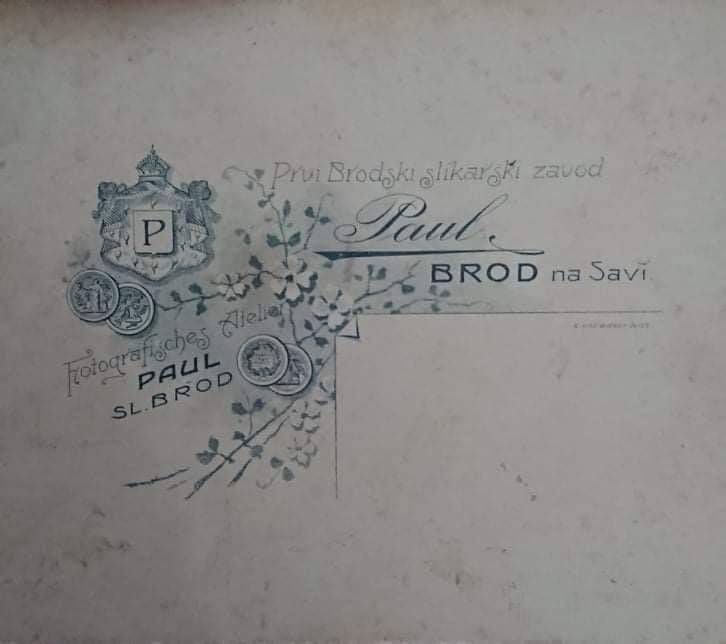 Prvi Brodski slikarski zavod
Paul.
BROD na Savi.
P
Fotografisches Atelier
PAUL
SL. BROD